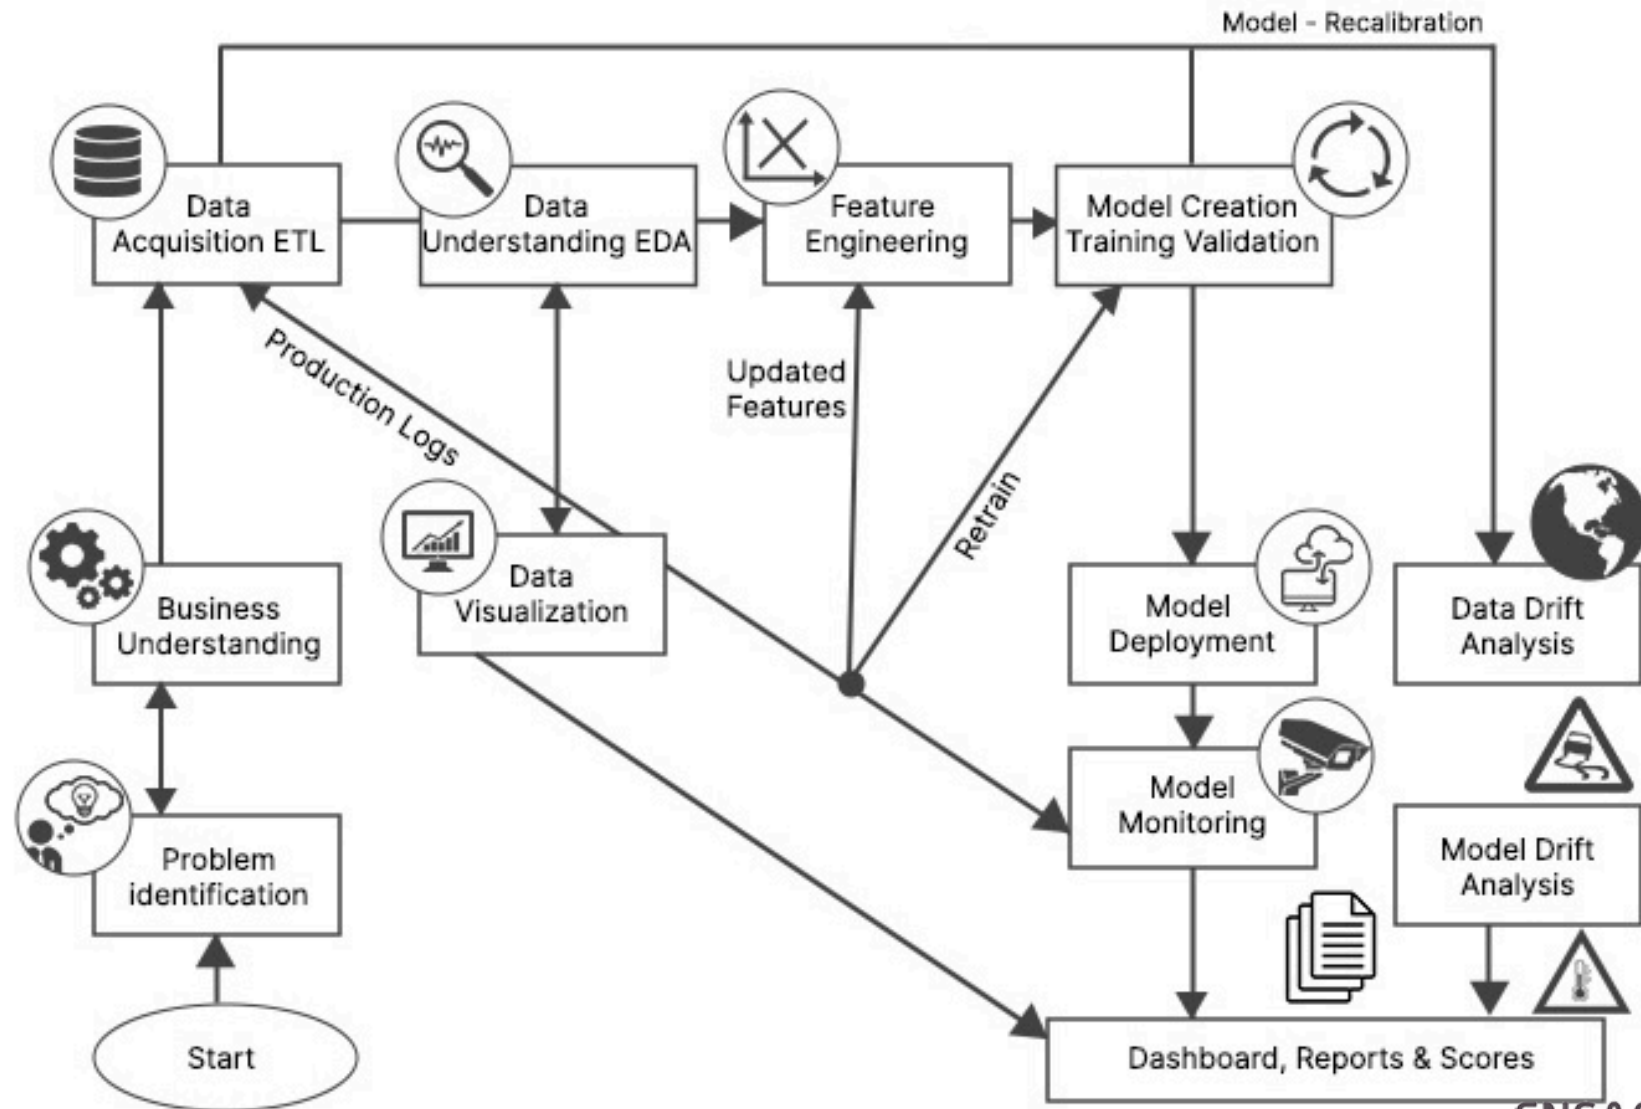 Model - Recalibration
Data
Acquisition ETL
Data
Understanding EDA
Feature
Engineering
Model Creation
Training Validation
Production Logs
Updated
Features
Retrain
Business
Understanding
Data
Visualization
Model
Deployment
Data Drift
Analysis
Model
Monitoring
Problem
identification
Model Drift
Analysis
Start
Dashboard, Reports & Scores